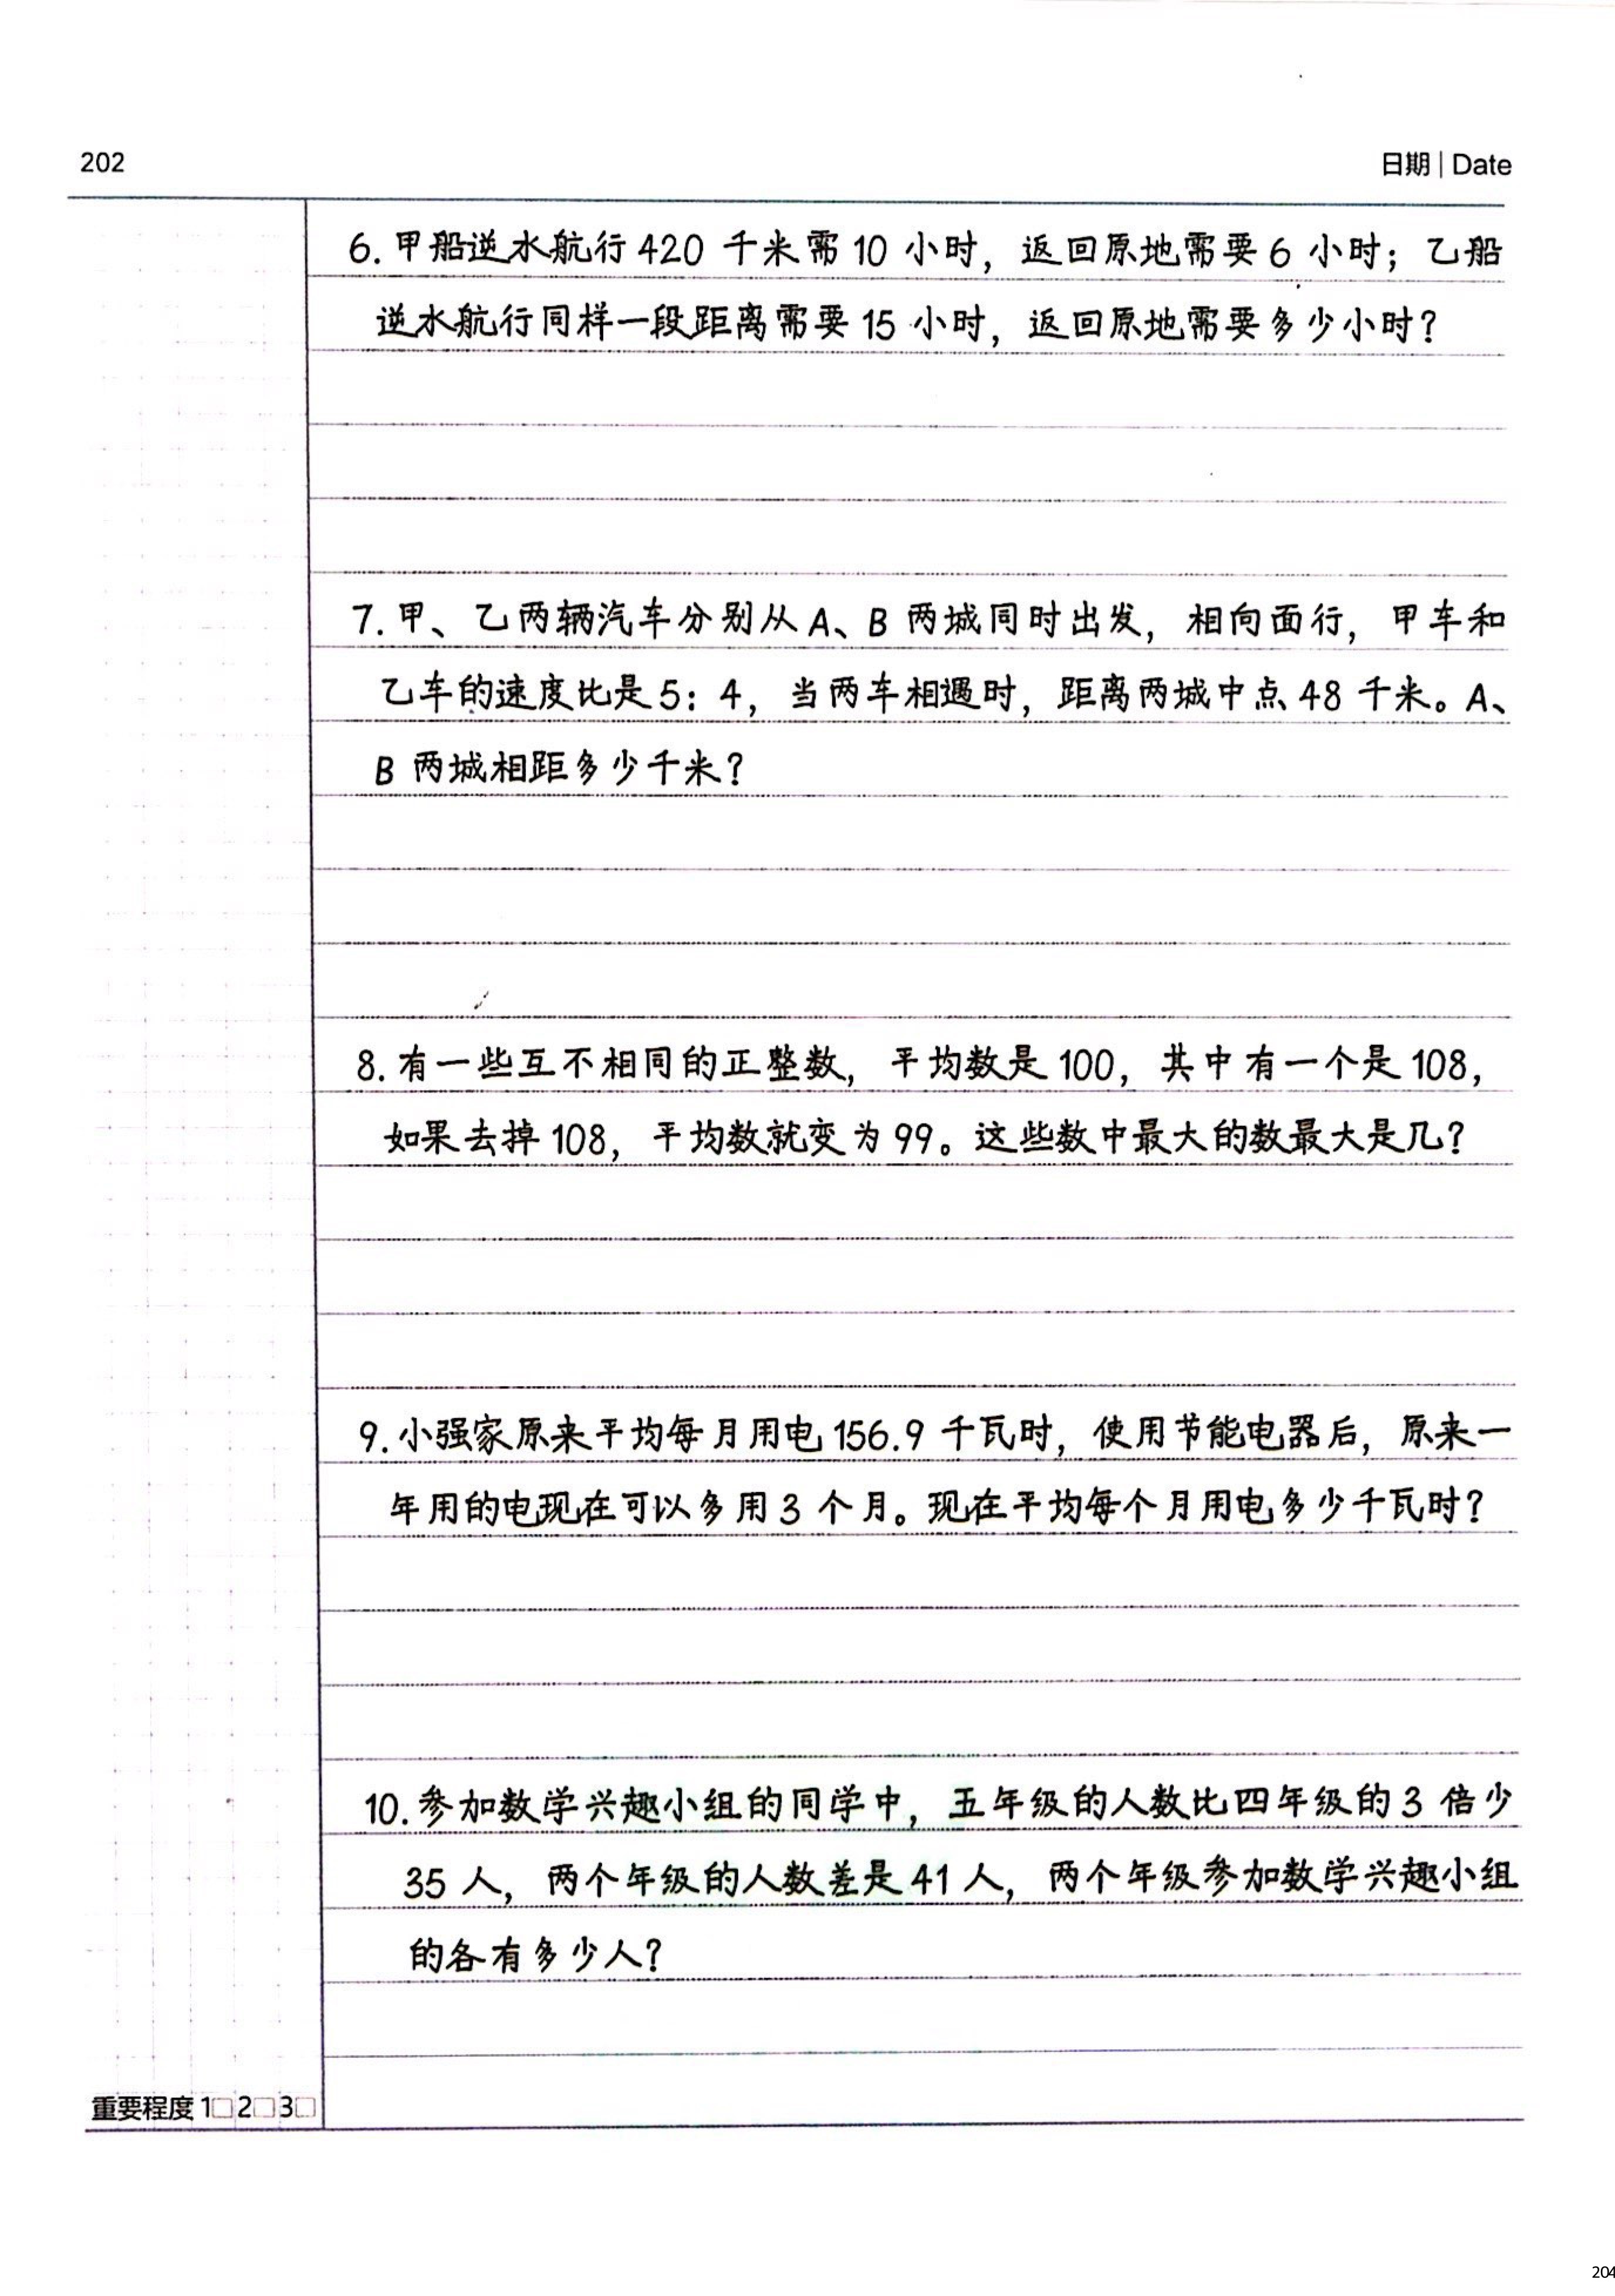 202
日期 | Date
6. 甲船逆水航行 420 千米需 10 小时，返回原地需要 6 小时；乙船
逆水航行同样一段距离需要 15 小时，返回原地需要多少小时？
7. 甲、乙两辆汽车分别从 A、B 两城同时出发，相向面行，甲车和
乙车的速度比是 5：4，当两车相遇时，距离两城中点 48 千米。A、
B 两城相距多少千米？
8. 有一些互不相同的正整数，平均数是 100，其中有一个是 108，
如果去掉 108，平均数就变为 99。这些数中最大的数最大是几？
9. 小强家原来平均每月用电 156.9 千瓦时，使用节能电器后，原来一
年用的电现在可以多用 3 个月。现在平均每个月用电多少千瓦时？
10. 参加数学兴趣小组的同学中，五年级的人数比四年级的 3 倍少
35 人，两个年级的人数差是 41 人，两个年级参加数学兴趣小组
的各有多少人？
重要程度 1□ 2□ 3□
204